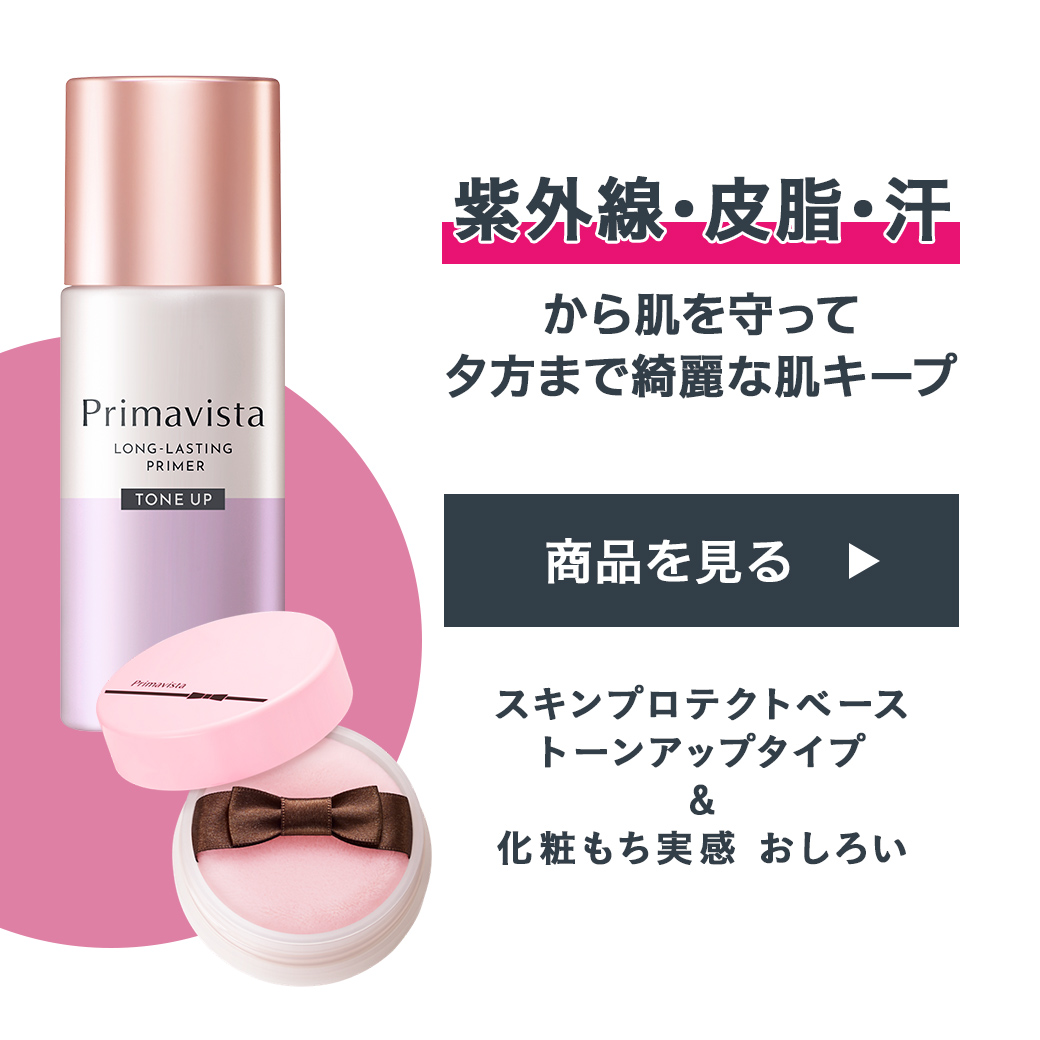 Primavista
LONG-LASTING
PRIMER
TONE UP
Primavista
紫外線・皮脂・汗
から肌を守って
夕方まで綺麗な肌キープ
商品を見る ▶
スキンプロテクトベース
トーンアップタイプ
&
化粧もち実感 おしろい